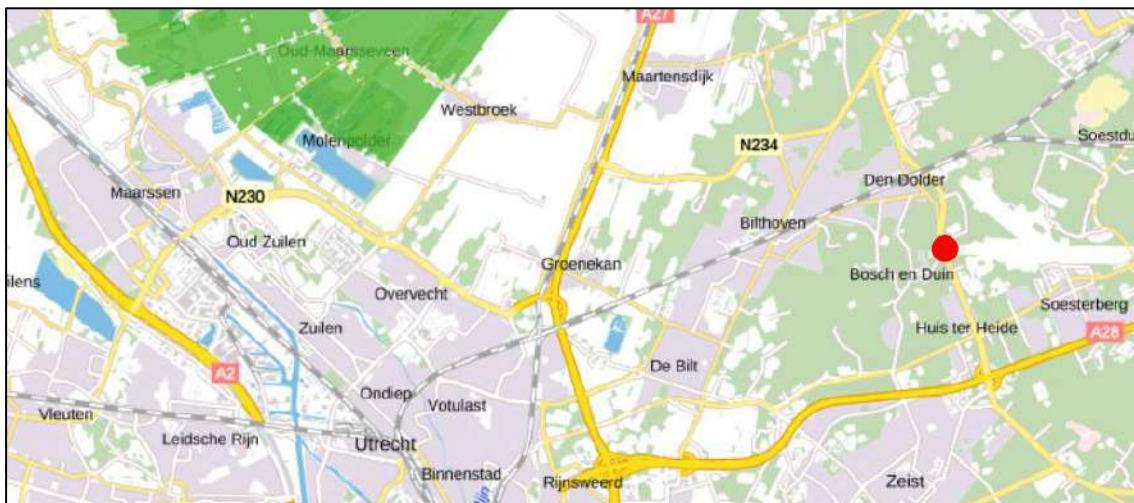 A27
Oud-Maarsseveen
Maartensdijk
Westbroek
Molenpolder
N234
Soestdu
Den Dolder
Maarssen
N230
Bilthoven
Oud Zuilen
Groenekan
Bosch en Duin
ilens
Overvecht
Soesterberg
Zuilen
Huis ter Heide
A28
De Bilt
A2
Ondiep
Votulast
Vleuten
Leidsche Rijn
Utrecht
Binnenstad
Rijnsweerd
Zeist
ijn